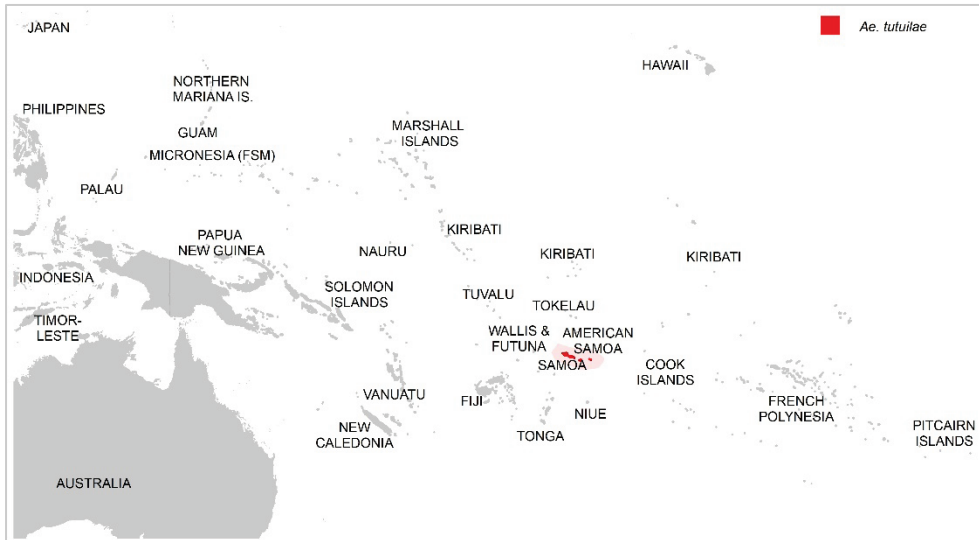 JAPAN
Ae. tutuilae
HAWAII
NORTHERN
MARIANA IS.
PHILIPPINES
GUAM
MARSHALL
ISLANDS
MICRONESIA (FSM)
PALAU
KIRIBATI
PAPUA
NEW GUINEA
NAURU
KIRIBATI
KIRIBATI
INDONESIA
SOLOMON
ISLANDS
TUVALU
TOKELAU
TIMOR-
LESTE
WALLIS &
FUTUNA
AMERICAN
SAMOA
SAMOA
COOK
ISLANDS
VANUATU
FIJI
NIUE
FRENCH
POLYNESIA
NEW
CALEDONIA
TONGA
PITCAIRN
ISLANDS
AUSTRALIA